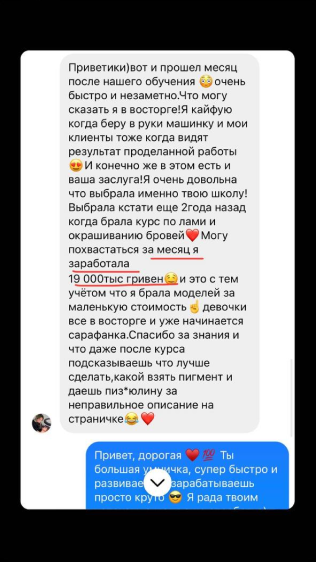 Приветики)вот и прошел месяц
после нашего обучения 😳очень
быстро и незаметно.Что могу
сказать я в восторге!Я кайфую
когда беру в руки машинку и мои
клиенты тоже когда видят
результат проделанной работы
😍И конечно же в этом есть и
ваша заслуга!Я очень довольна
что выбрала именно твою школу!
Выбрала кстати еще 2года назад
когда брала курс по лами и
окрашиванию бровей❤️Могу
похвастаться за месяц я
заработала
19 000тыс гривен😉и это с тем
учётом что я брала моделей за
маленькую стоимость☝️девочки
все в восторге и уже начинается
сарафанка.Спасибо за знания и
что даже после курса
подсказываешь что лучше
сделать,какой взять пигмент и
даешь пиз*юлину за
неправильное описание на
страничке😂❤️
Привет, дорогая ❤️💯 Ты
большая умничка, супер быстро и
развивае зарабатываешь
просто круто 😎 Я рада твоим